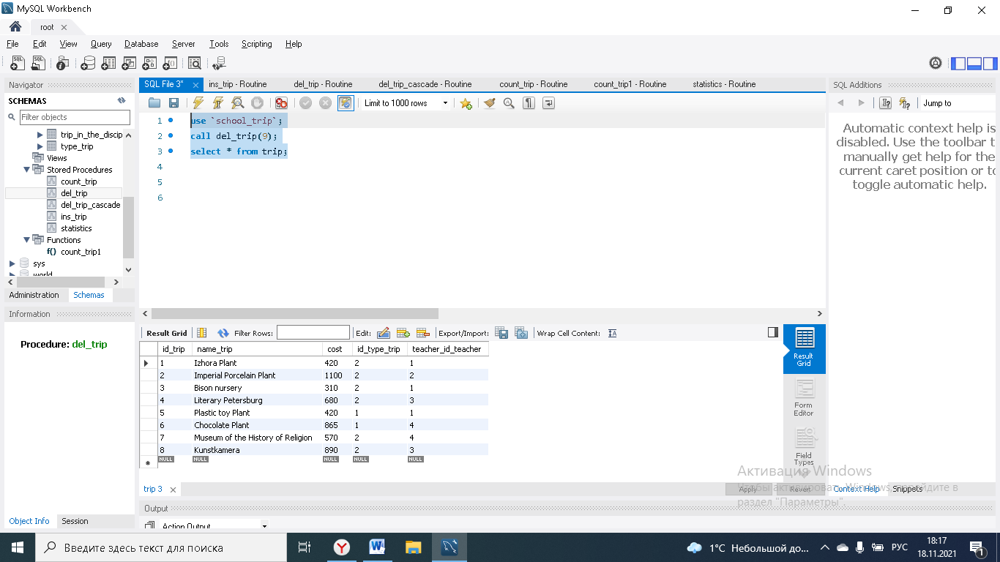 MySQL Workbench
root
File Edit View Query Database Server Tools Scripting Help
Navigator
SCHEMAS
Filter objects
trip_in_the_discip
type_trip
Views
Stored Procedures
count_trip
del_trip
del_trip_cascade
ins_trip
statistics
Functions
f() count_trip1
sys
world
Administration Schemas
Information
Procedure: del_trip
Object Info Session
SQL File 3* ins_trip - Routine del_trip - Routine del_trip_cascade - Routine count_trip - Routine count_trip1 - Routine statistics - Routine
Limit to 1000 rows
1 use `school_trip`;
2 call del_trip(9);
3 select * from trip;
4
5
6
Result Grid Filter Rows: Edit: Export/Import: Wrap Cell Content: IA
id_trip name_trip cost id_type_trip teacher_id_teacher
1 Izhora Plant 420 2 1
2 Imperial Porcelain Plant 1100 2 2
3 Bison nursery 310 2 1
4 Literary Petersburg 680 2 3
5 Plastic toy Plant 420 1 1
6 Chocolate Plant 865 1 4
7 Museum of the History of Religion 570 2 4
8 Kunstkamera 890 2 3
NULL NULL NULL NULL NULL
Result Grid
Form Editor
Field Types
trip 3
Apply Revert
Output
Action Output
SQL Additions
Jump to
Automatic context help is
disabled. Use the toolbar t
manually get help for the
current caret position or to
toggle automatic help.
Context Help Snippets
Активация Windows
Чтобы активировать Windows, перейдите в
раздел "Параметры".
Введите здесь текст для поиска
1°C Небольшой до...
РУС
18:17
18.11.2021
1